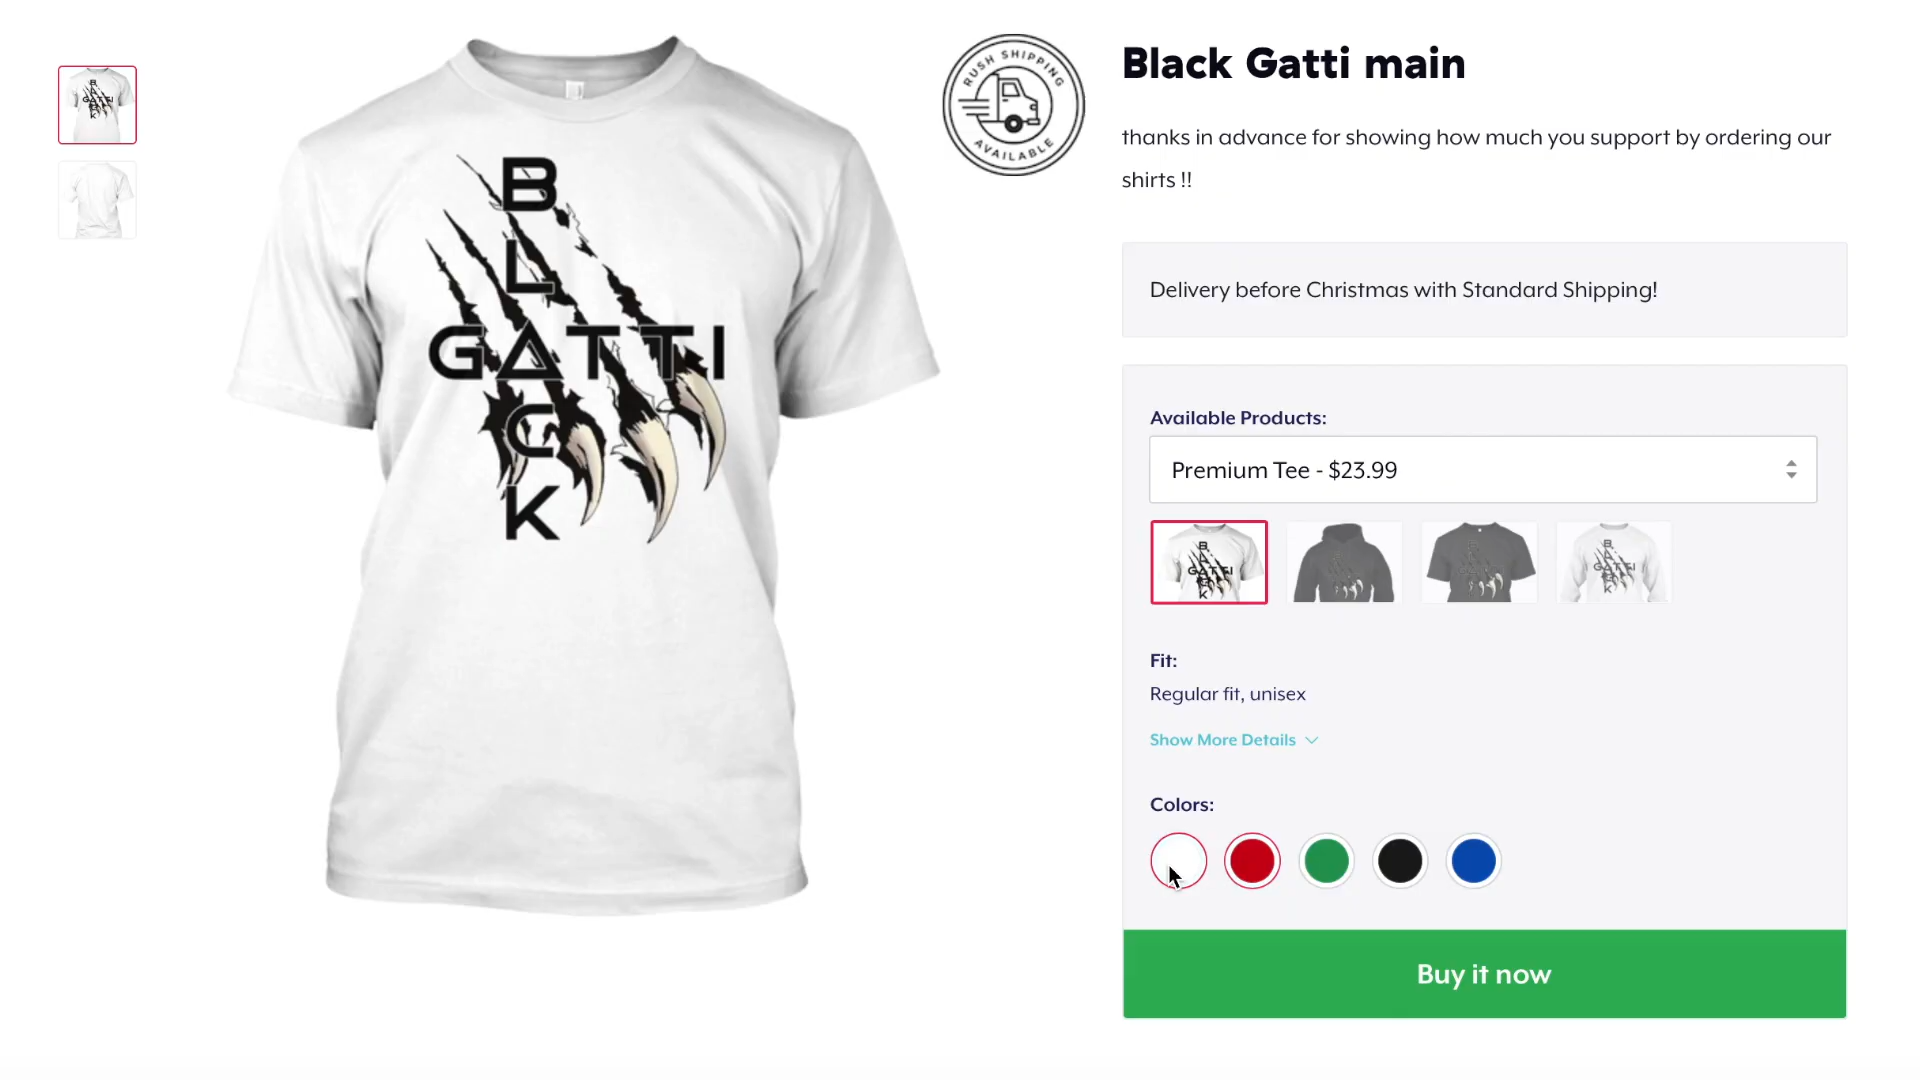 RUSH SHIPPING
AVAILABLE
Black Gatti main
thanks in advance for showing how much you support by ordering our
shirts !!
Delivery before Christmas with Standard Shipping!
Available Products:
Premium Tee - $23.99
Fit:
Regular fit, unisex
Show More Details
Colors:
Buy it now
BLACK
GATTI